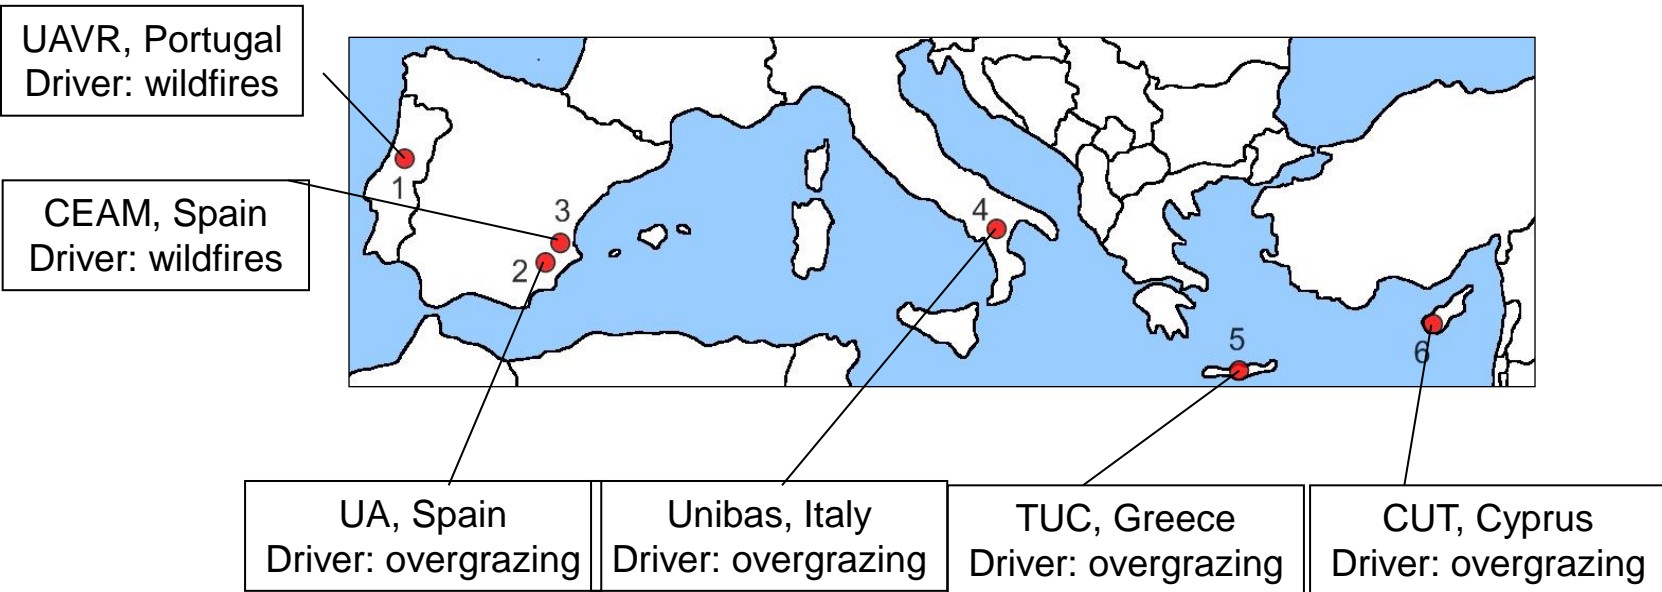 UAVR, Portugal
Driver: wildfires
CEAM, Spain
Driver: wildfires
1
3
2
4
5
6
UA, Spain
Driver: overgrazing
Unibas, Italy
Driver: overgrazing
TUC, Greece
Driver: overgrazing
CUT, Cyprus
Driver: overgrazing